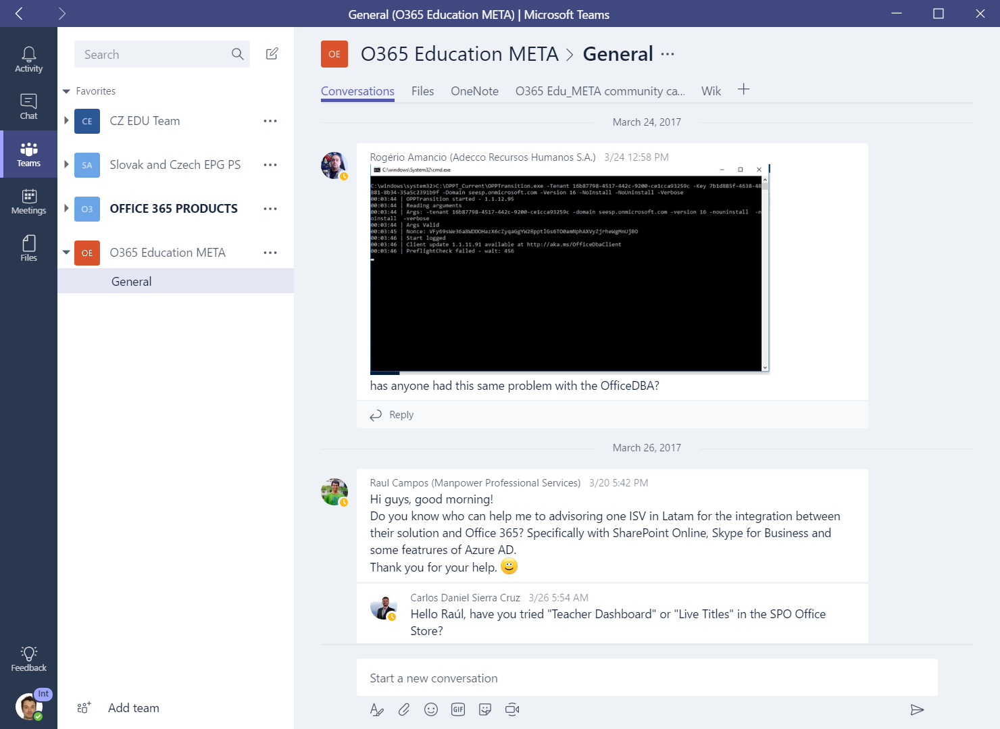 General (O365 Education META) | Microsoft Teams
Activity
Chat
Teams
Meetings
Files
Feedback
Int
Search
Favorites
CE CZ EDU Team
SA Slovak and Czech EPG PS
O3 OFFICE 365 PRODUCTS
OE O365 Education META
General
Add team
OE O365 Education META > General
Conversations Files OneNote O365 Edu_META community ca... Wik
March 24, 2017
Rogério Amancio (Adecco Recursos Humanos S.A.) 3/24 12:58 PM
C:\windows\System32\cmd.exe
C:\windows\system32>C:\OPPT_Current\OPPTransition.exe -Tenant 16b87798-4517-442c-9200-ce1cca93259c -Key 7b1d885f-4638-48
881-8b34-35a5c2391b9f -Domain seesp.onmicrosoft.com -Version 16 -NoInstall -NoUninstall -Verbose
00:03:44 | OPPTransition started - 1.1.12.95
00:03:44 | Reading arguments
00:03:44 | Args: -tenant 16b87798-4517-442c-9200-ce1cca93259c -domain seesp.onmicrosoft.com -version 16 -nouninstall -n
oinstall -verbose
00:03:44 | Args Valid
00:03:45 | Nonce:
00:03:46 | Start logged
00:03:46 | Client update 1.1.11.91 available at http://aka.ms/OfficeDbaClient
00:03:46 | PreflightCheck failed - wait: 456
has anyone had this same problem with the OfficeDBA?
Reply
March 26, 2017
Raul Campos (Manpower Professional Services) 3/20 5:42 PM
Hi guys, good morning!
Do you know who can help me to advisoring one ISV in Latam for the integration between
their solution and Office 365? Specifically with SharePoint Online, Skype for Business and
some featrures of Azure AD.
Thank you for your help.
Carlos Daniel Sierra Cruz 3/26 5:54 AM
Hello Raúl, have you tried "Teacher Dashboard" or "Live Titles" in the SPO Office
Store?
Start a new conversation
GIF